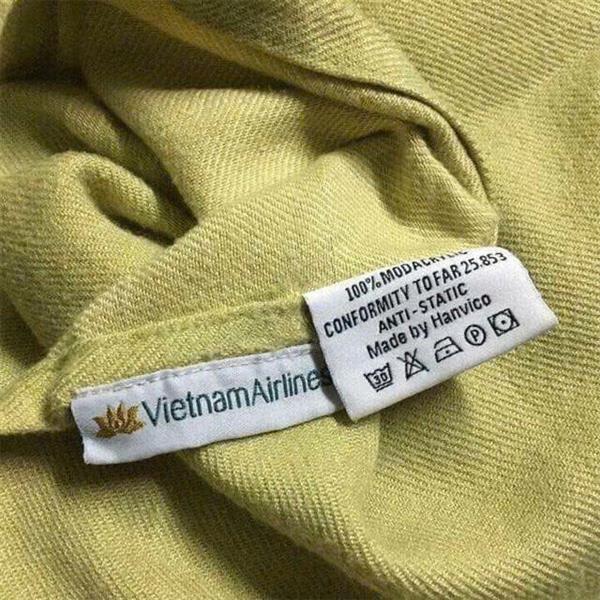 100% MODACRYLIC
CONFORMITY TO FAR 25.853
ANTI-STATIC
Made by Hanvico
30
P
VietnamAirlines